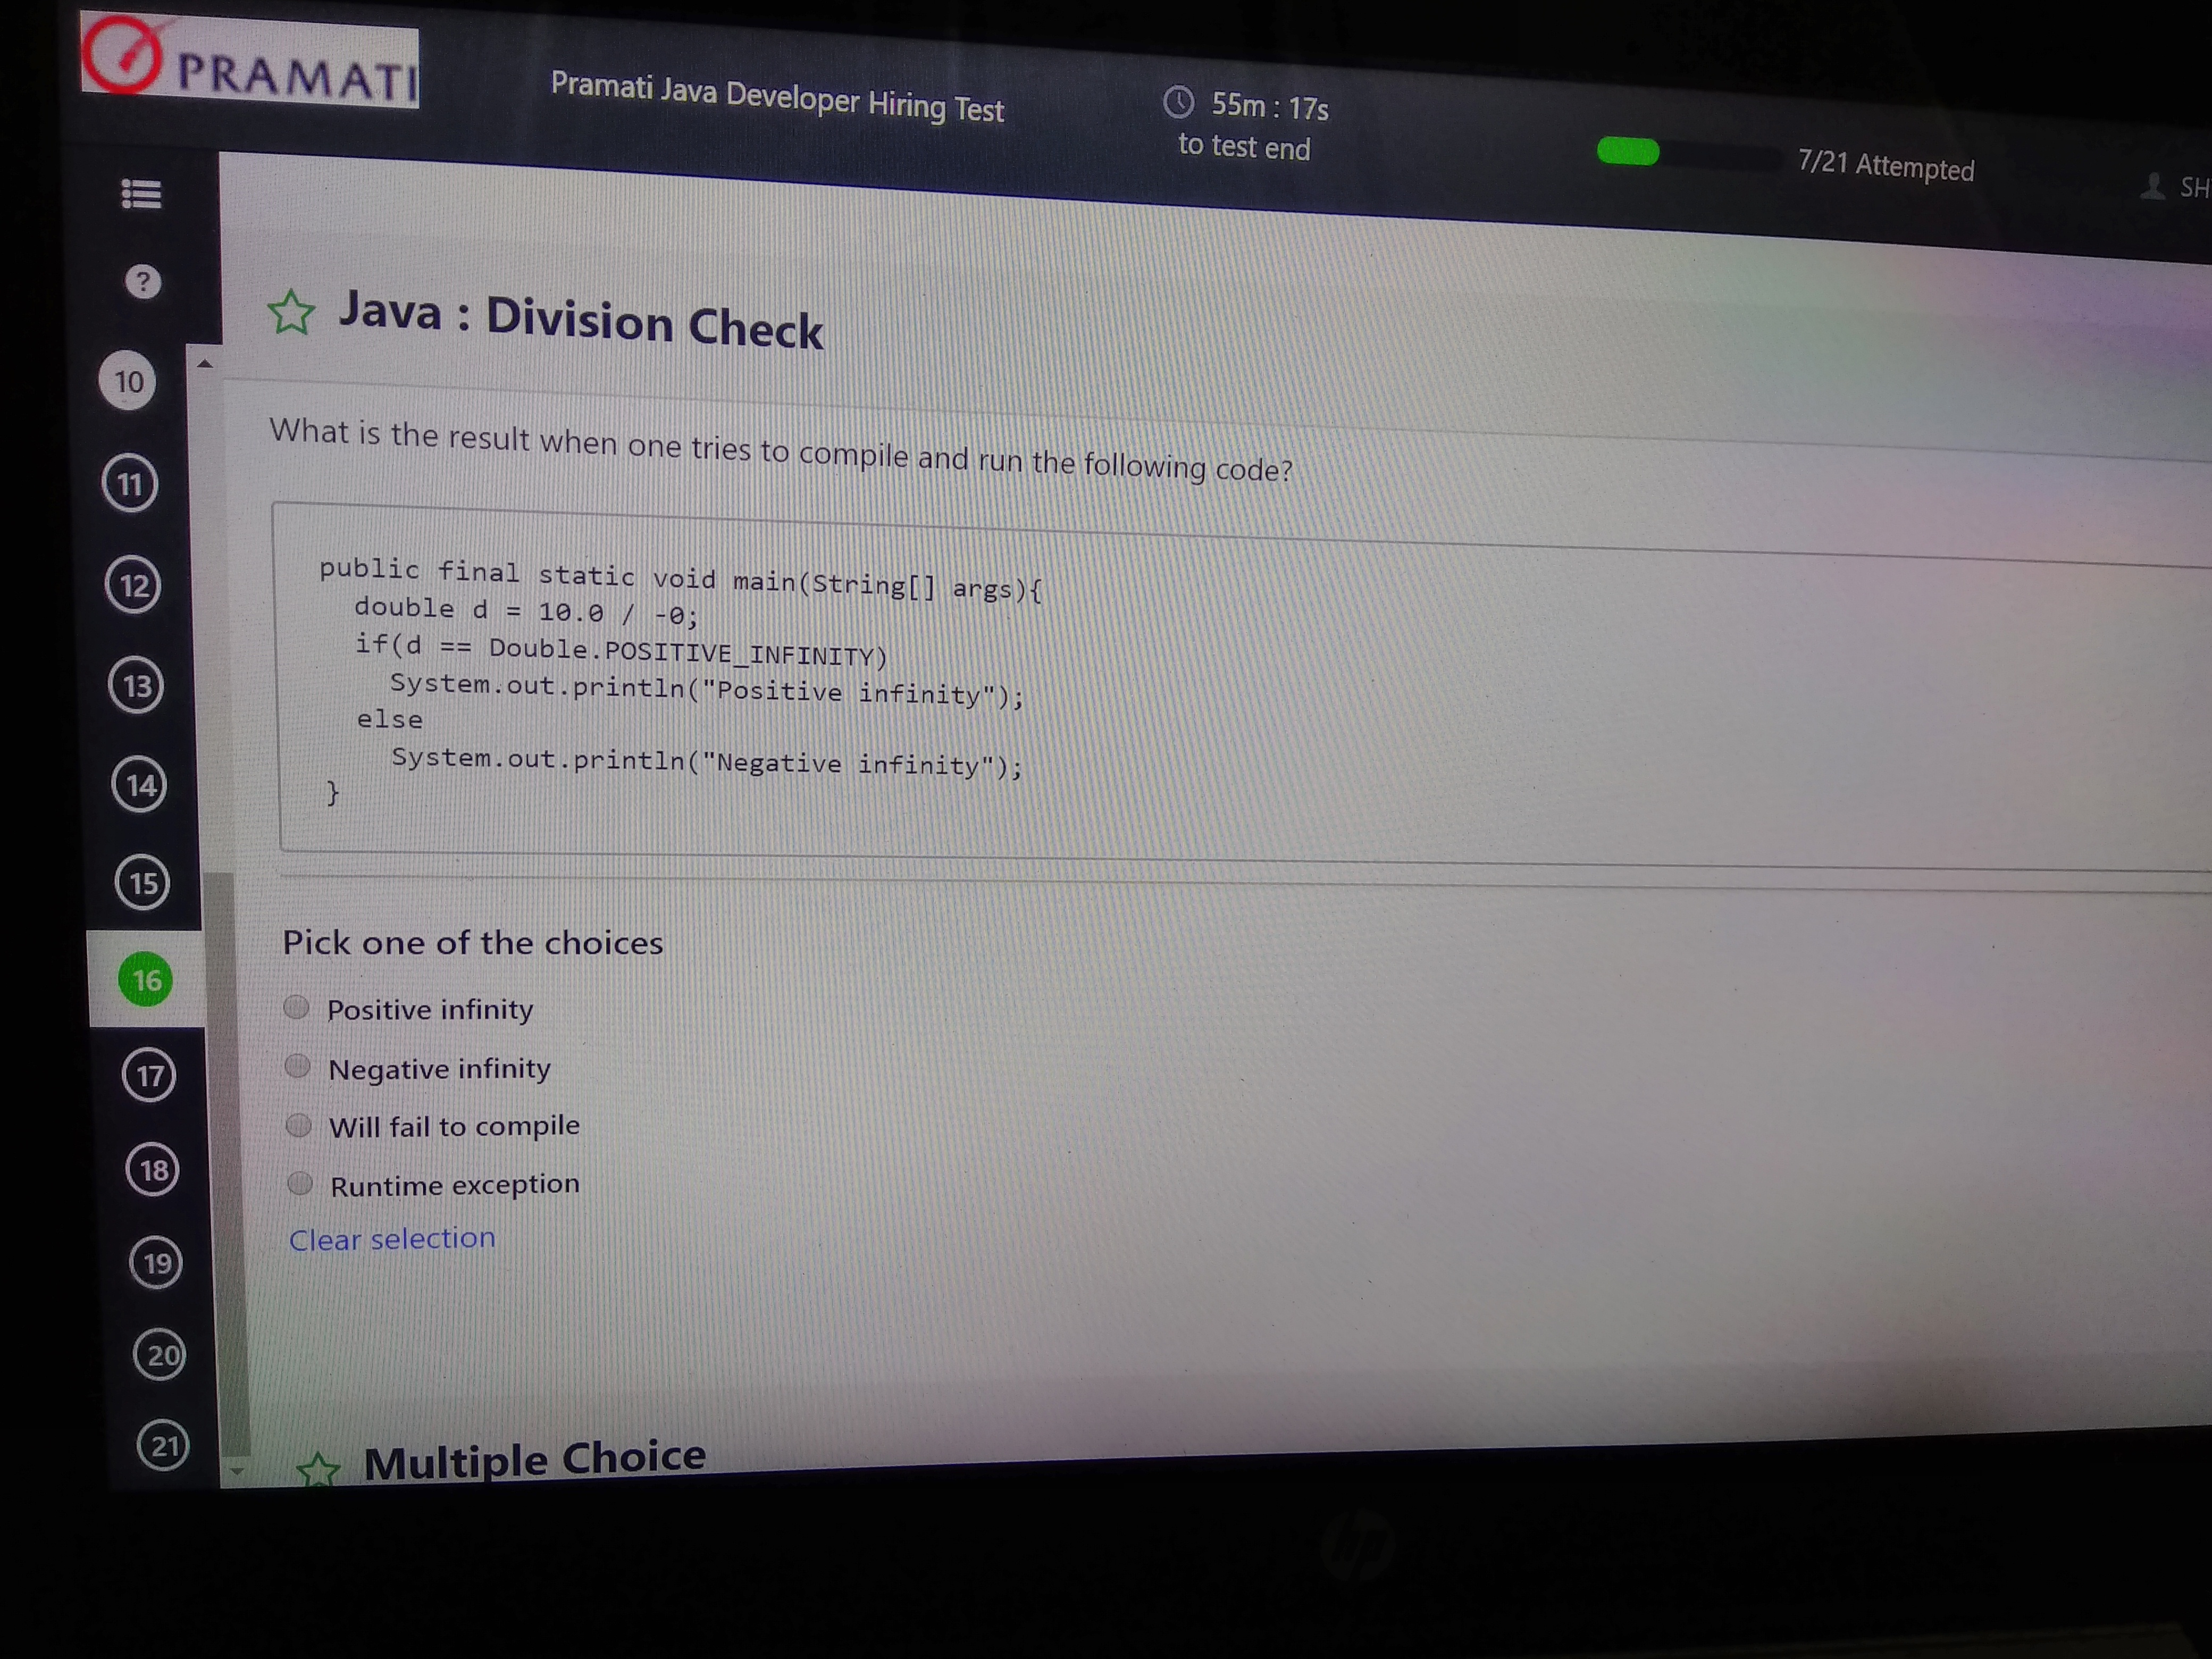 PRAMATI
Pramati Java Developer Hiring Test
55m : 17s
to test end
7/21 Attempted
SH
?
10
11
12
13
14
15
16
17
18
19
20
21
Java : Division Check
What is the result when one tries to compile and run the following code?
public final static void main(String[] args){
double d = 10.0 / -0;
if(d == Double.POSITIVE_INFINITY)
System.out.println("Positive infinity");
else
System.out.println("Negative infinity");
}
Pick one of the choices
Positive infinity
Negative infinity
Will fail to compile
Runtime exception
Clear selection
Multiple Choice
hp